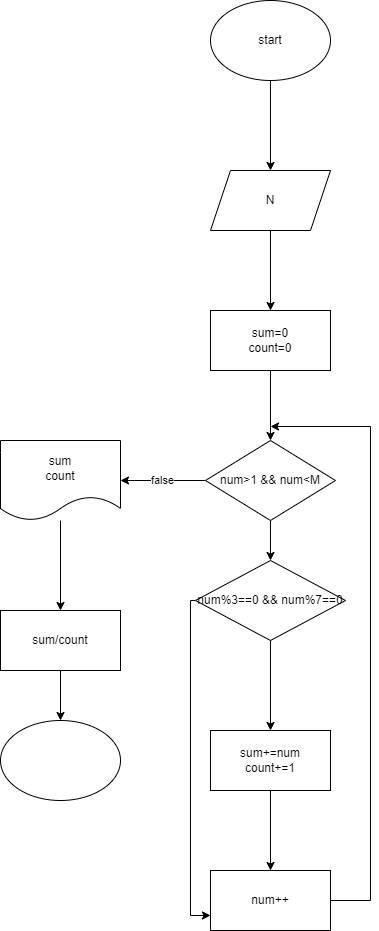 start
N
sum=0
count=0
num>1 && num<M
false
sum
count
num%3==0 && num%7==0
sum/count
sum+=num
count+=1
num++